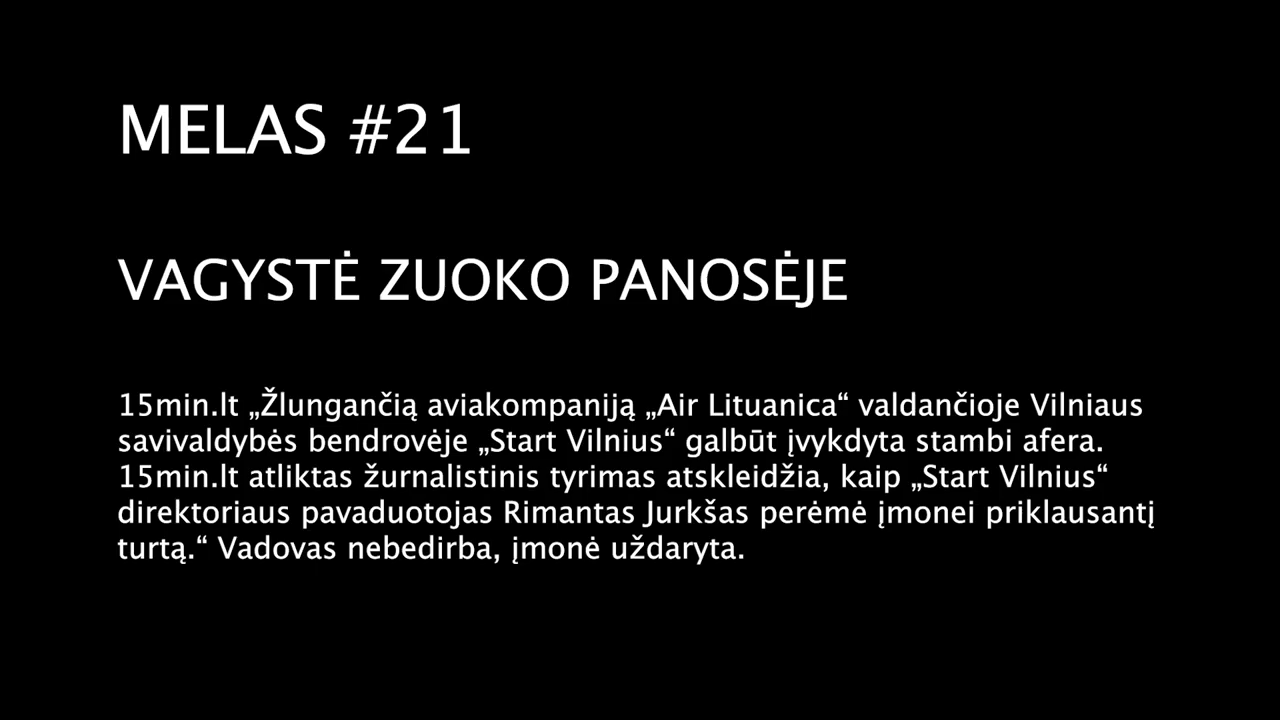 MELAS #21
VAGYSTĖ ZUOKO PANOSĖJE
15min.lt „Žlungančią aviakompaniją „Air Lituanica“ valdančioje Vilniaus
savivaldybės bendrovėje „Start Vilnius“ galbūt įvykdyta stambi afera.
15min.lt atliktas žurnalistinis tyrimas atskleidžia, kaip „Start Vilnius“
direktoriaus pavaduotojas Rimantas Jurkšas perėmė įmonei priklausantį
turtą.“ Vadovas nebedirba, įmonė uždaryta.